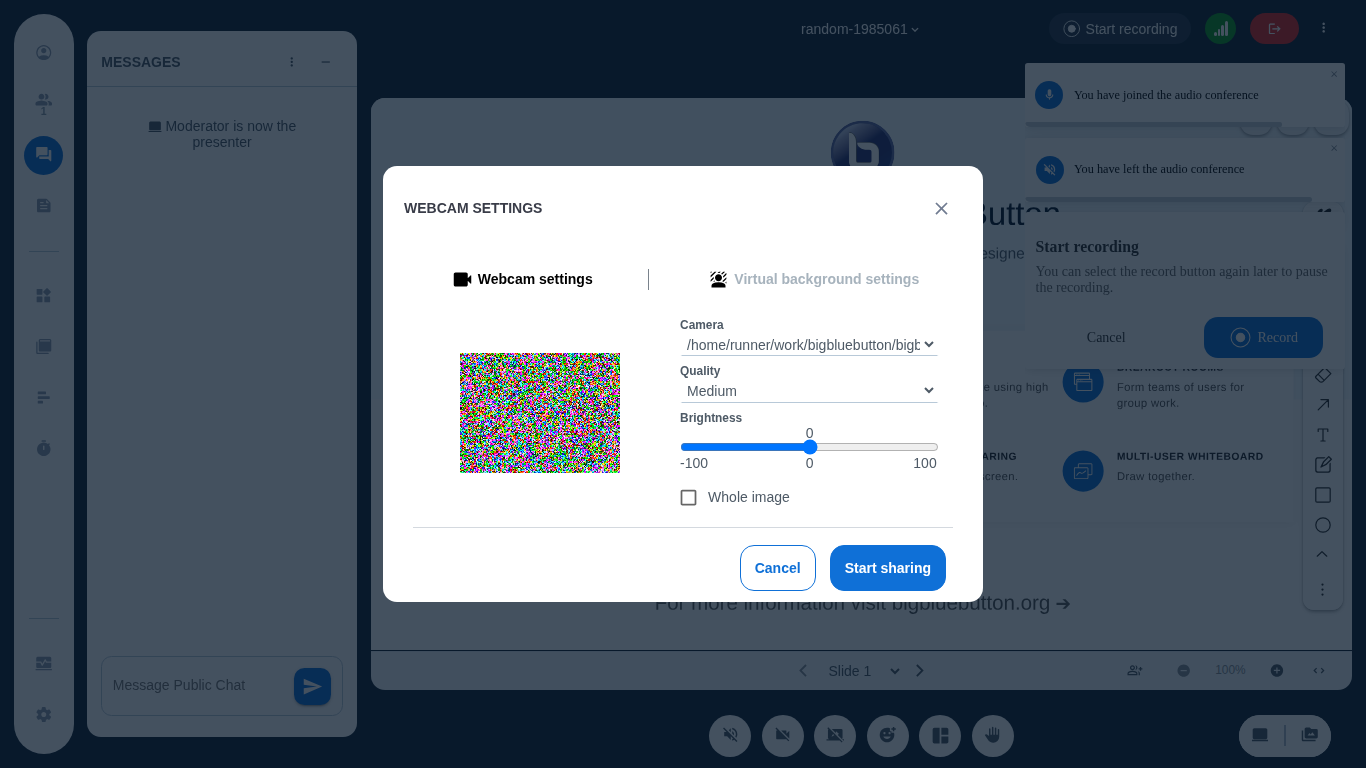 random-1985061
Start recording
1
MESSAGES
Moderator is now the
presenter
Message Public Chat
You have joined the audio conference
You have left the audio conference
Start recording
You can select the record button again later to pause
the recording.
Cancel
Record
WEBCAM SETTINGS
Webcam settings
Virtual background settings
Camera
/home/runner/work/bigbluebutton/bigb
Quality
Medium
Brightness
0
-100 0 100
Whole image
Cancel
Start sharing
using high
Form teams of users for
group work.
MULTI-USER WHITEBOARD
Draw together.
screen.
For more information visit bigbluebutton.org
Slide 1
100%